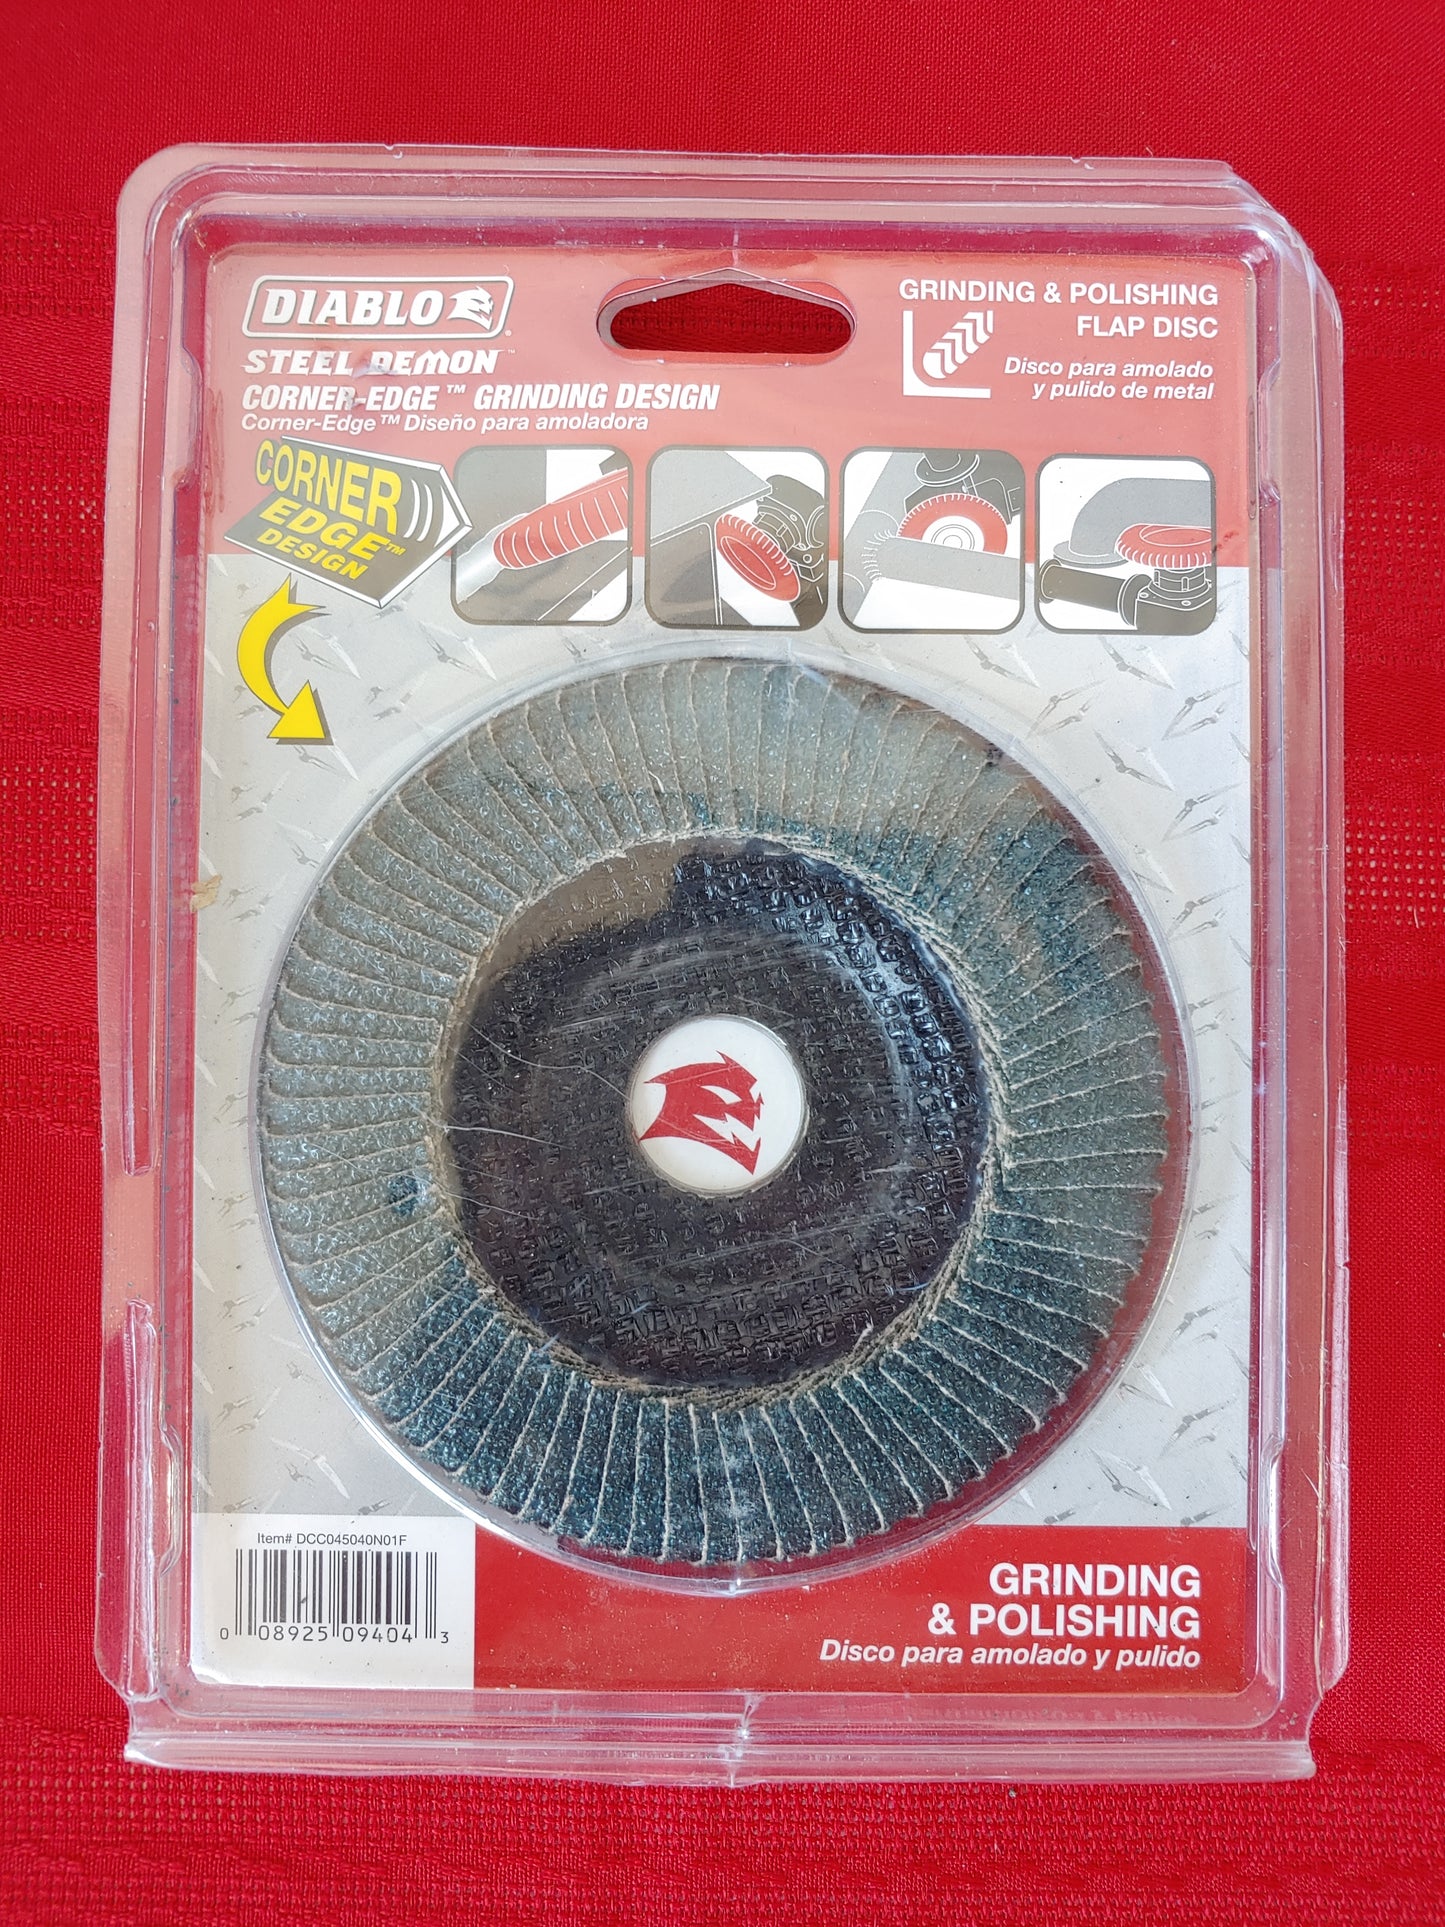 DIABLO
STEEL DEMON™
CORNER-EDGE™ GRINDING DESIGN
Corner-Edge™ Diseño para amoladora
GRINDING & POLISHING
FLAP DISC
Disco para amolado
y pulido de metal
CORNER
EDGE™
DESIGN
Item# DCC045040N01F
0 08925 09404 3
GRINDING
& POLISHING
Disco para amolado y pulido